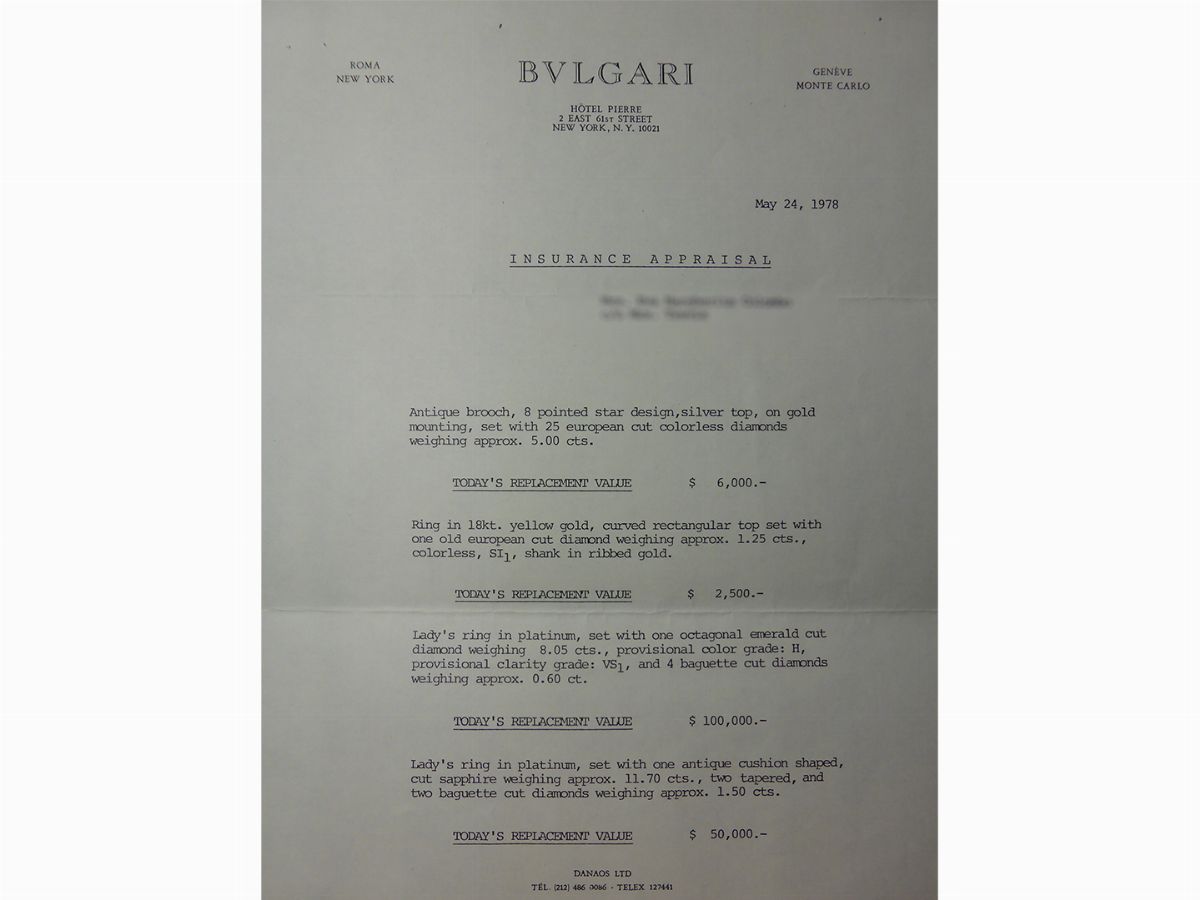 ROMA
NEW YORK
BVLGARI
GENÈVE
MONTE CARLO
HÔTEL PIERRE
2 EAST 61ST STREET
NEW YORK, N.Y. 10021
May 24, 1978
INSURANCE APPRAISAL
Antique brooch, 8 pointed star design,silver top, on gold
mounting, set with 25 european cut colorless diamonds
weighing approx. 5.00 cts.
TODAY'S REPLACEMENT VALUE $ 6,000.-
Ring in 18kt. yellow gold, curved rectangular top set with
one old european cut diamond weighing approx. 1.25 cts.,
colorless, SI1, shank in ribbed gold.
TODAY'S REPLACEMENT VALUE $ 2,500.-
Lady's ring in platinum, set with one octagonal emerald cut
diamond weighing 8.05 cts., provisional color grade: H,
provisional clarity grade: VS1, and 4 baguette cut diamonds
weighing approx. 0.60 ct.
TODAY'S REPLACEMENT VALUE $ 100,000.-
Lady's ring in platinum, set with one antique cushion shaped,
cut sapphire weighing approx. 11.70 cts., two tapered, and
two baguette cut diamonds weighing approx. 1.50 cts.
TODAY'S REPLACEMENT VALUE $ 50,000.-
DANAOS LTD
TÉL. (212) 486 0086 - TELEX 127441